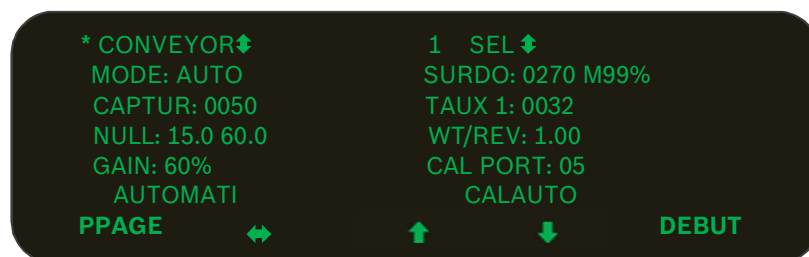 * CONVEYOR⬍ 1 SEL⬍
MODE: AUTO SURDO: 0270 M99%
CAPTUR: 0050 TAUX 1: 0032
NULL: 15.0 60.0 WT/REV: 1.00
GAIN: 60% CAL PORT: 05
AUTOMATI CALAUTO
PPAGE ⬌ ⬆ ⬇ DEBUT